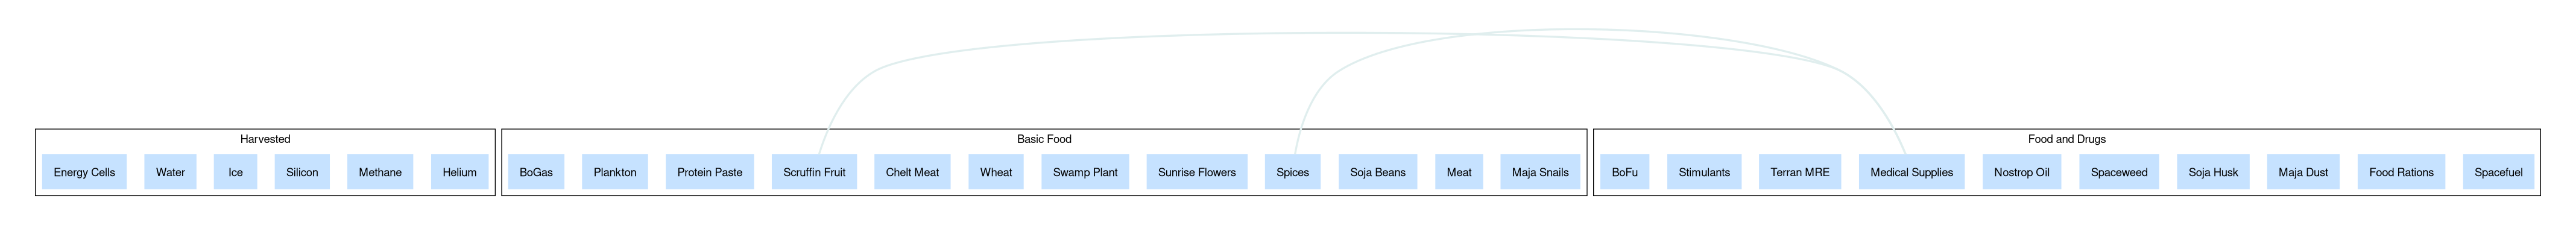 Harvested
Energy Cells
Water
Ice
Silicon
Methane
Helium
Basic Food
BoGas
Plankton
Protein Paste
Scruffin Fruit
Chelt Meat
Wheat
Swamp Plant
Sunrise Flowers
Spices
Soja Beans
Meat
Maja Snails
Food and Drugs
BoFu
Stimulants
Terran MRE
Medical Supplies
Nostrop Oil
Spaceweed
Soja Husk
Maja Dust
Food Rations
Spacefuel